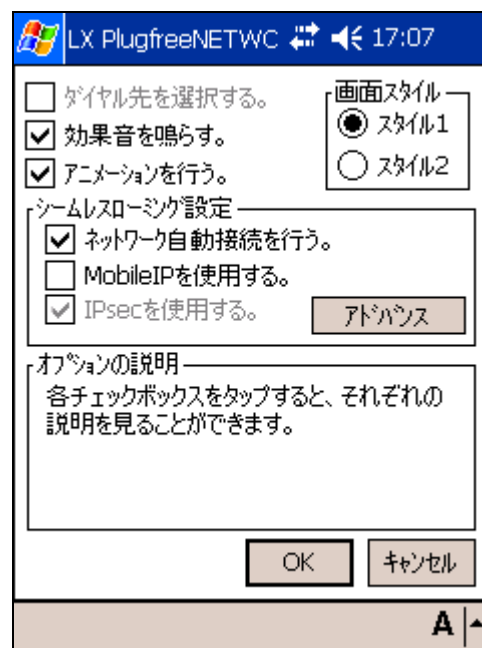 LX PlugfreeNETWC 17:07
ダイヤル先を選択する。
効果音を鳴らす。
アニメーションを行う。
画面スタイル
スタイル1
スタイル2
シームレスローミング設定
ネットワーク自動接続を行う。
MobileIPを使用する。
IPsecを使用する。
アドバンス
オプションの説明
各チェックボックスをタップすると、それぞれの
説明を見ることができます。
OK キャンセル
A